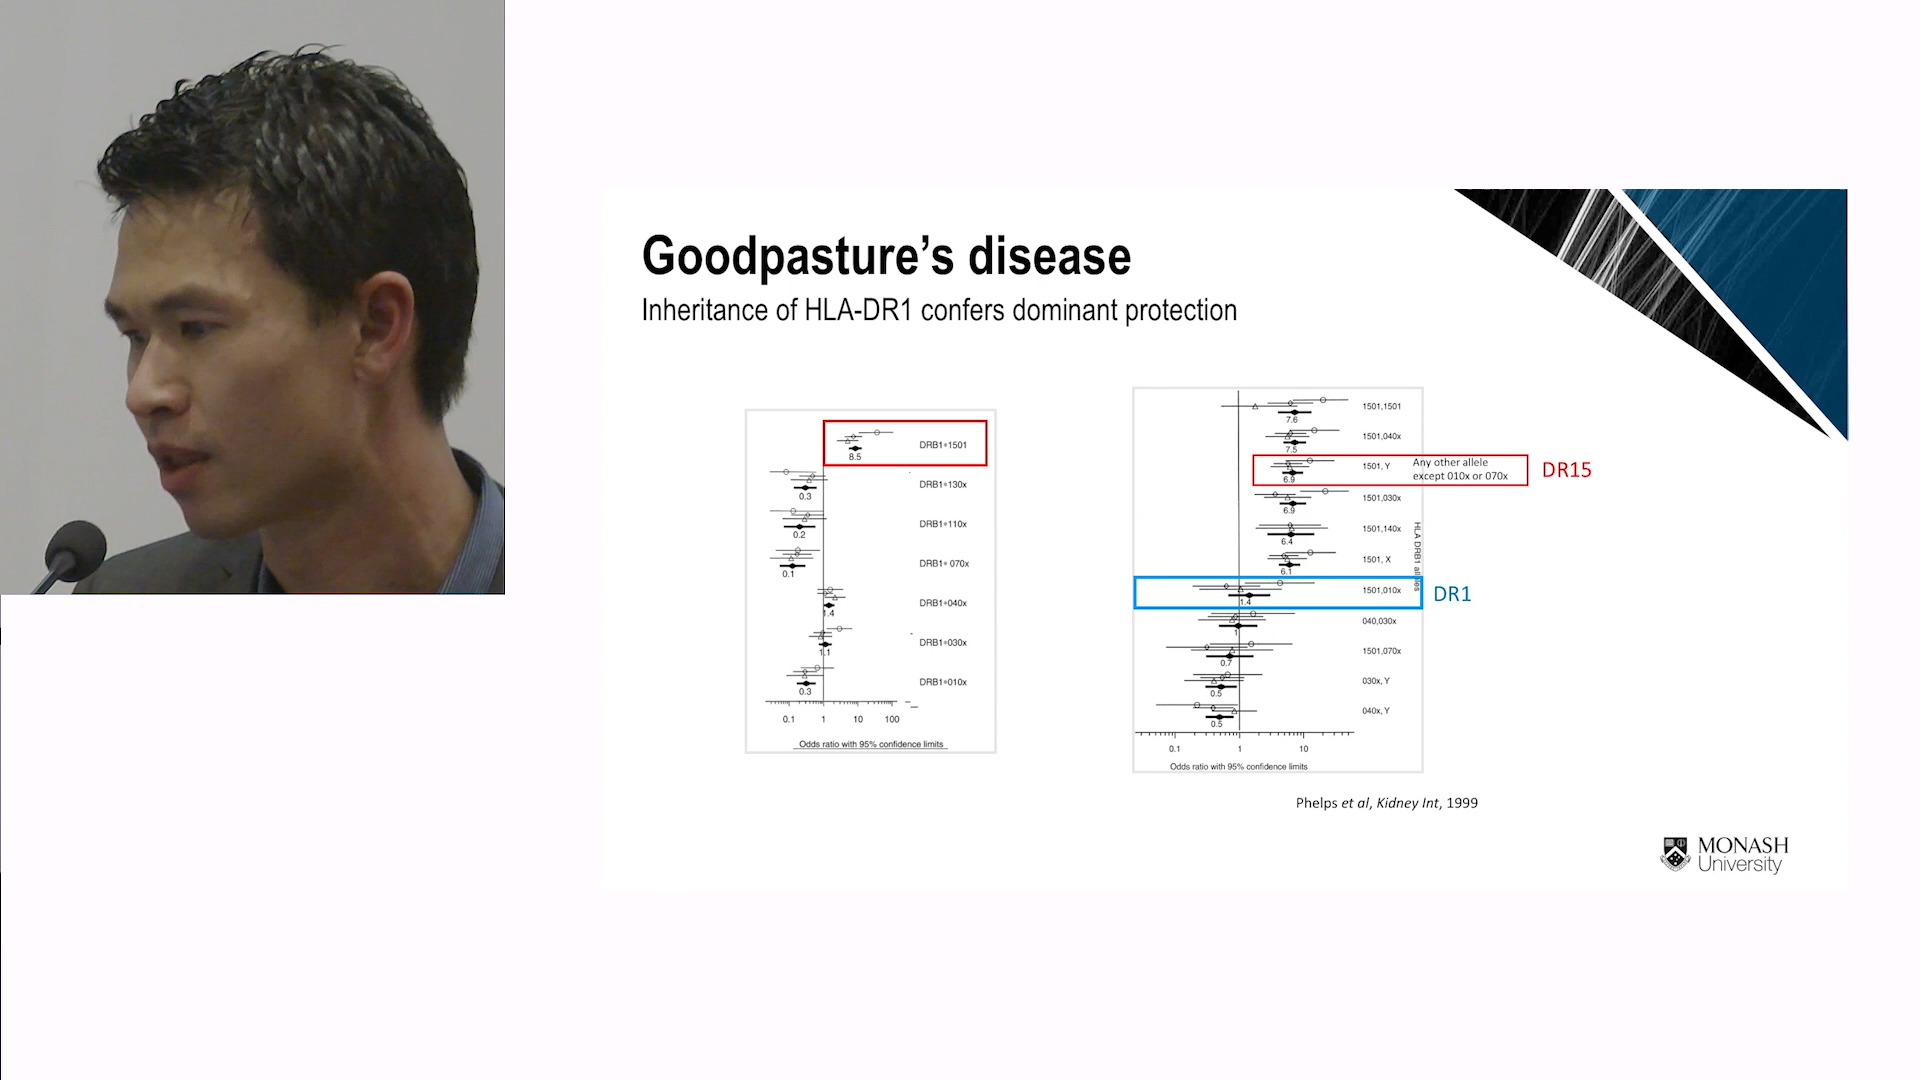 Goodpasture's disease
Inheritance of HLA-DR1 confers dominant protection
DRB1*1501
8.5
DRB1*130x
0.3
DRB1*110x
0.2
DRB1*070x
0.1
DRB1*040x
1.4
DRB1*030x
1.1
DRB1*010x
0.3
0.1 1 10 100
Odds ratio with 95% confidence limits
1501,1501
7.6
1501,040x
7.5
1501, Y
Any other allele
except 010x or 070x
6.9
DR15
1501,030x
6.9
1501,140x
6.4
1501, X
6.1
HLA DRB1 alleles
1501,010x
1.4
DR1
040,030x
1
1501,070x
0.7
030x, Y
0.5
040x, Y
0.5
0.1 1 10
Odds ratio with 95% confidence limits
Phelps et al, Kidney Int, 1999
MONASH
University